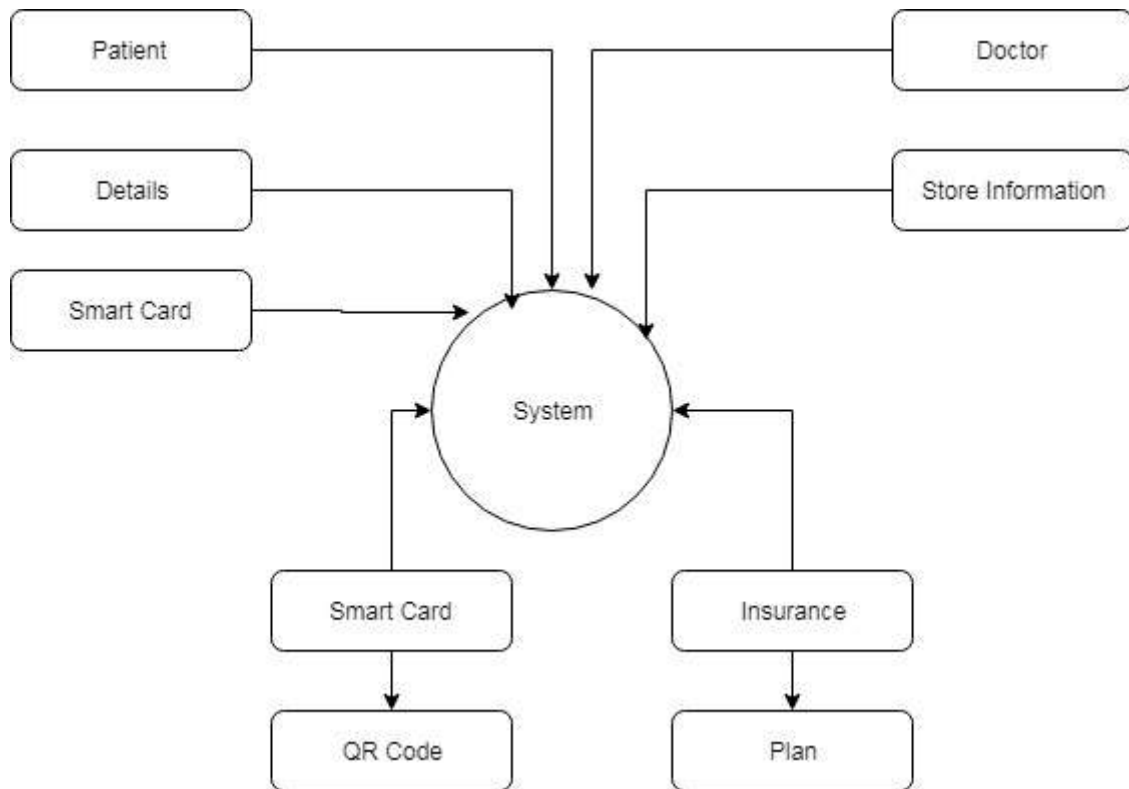 Patient
Doctor
Details
Store Information
Smart Card
System
Smart Card
Insurance
QR Code
Plan